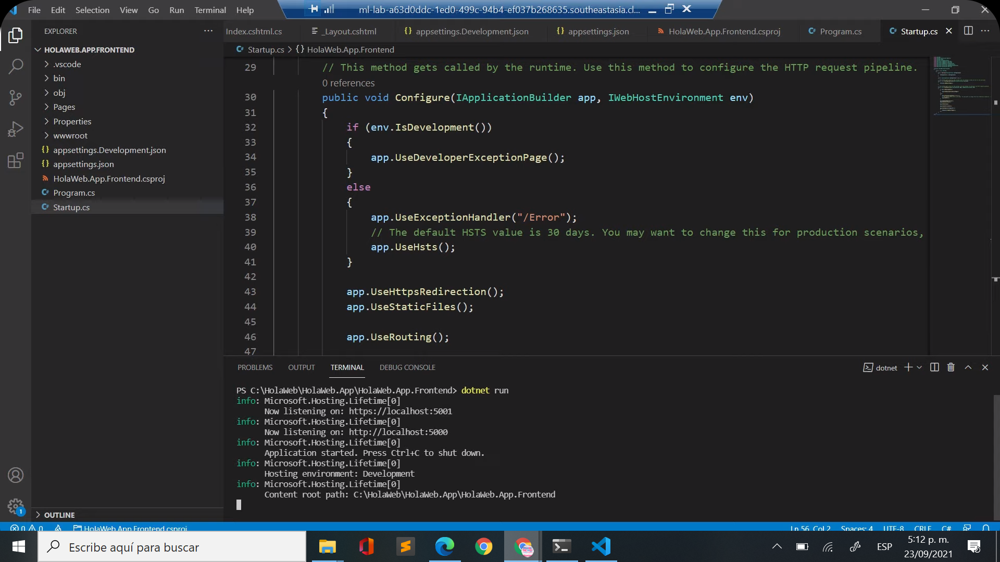 File Edit Selection View Go Run Terminal Help
ml-lab-a63d0ddc-1ed0-499c-94b4-ef037b268635.southeastasia.cl...
EXPLORER
Index.cshtml.cs _Layout.cshtml {} appsettings.Development.json {} appsettings.json HolaWeb.App.Frontend.csproj C# Program.cs C# Startup.cs
HOLAWEB.APP.FRONTEND
.vscode
bin
obj
Pages
Properties
wwwroot
{} appsettings.Development.json
{} appsettings.json
HolaWeb.App.Frontend.csproj
C# Program.cs
C# Startup.cs
OUTLINE
C# Startup.cs > {} HolaWeb.App.Frontend
29 // This method gets called by the runtime. Use this method to configure the HTTP request pipeline.
0 references
30 public void Configure(IApplicationBuilder app, IWebHostEnvironment env)
31 {
32 if (env.IsDevelopment())
33 {
34 app.UseDeveloperExceptionPage();
35 }
36 else
37 {
38 app.UseExceptionHandler("/Error");
39 // The default HSTS value is 30 days. You may want to change this for production scenarios,
40 app.UseHsts();
41 }
42
43 app.UseHttpsRedirection();
44 app.UseStaticFiles();
45
46 app.UseRouting();
47
PROBLEMS OUTPUT TERMINAL DEBUG CONSOLE
dotnet
PS C:\HolaWeb\HolaWeb.App\HolaWeb.App.Frontend> dotnet run
info: Microsoft.Hosting.Lifetime[0]
Now listening on: https://localhost:5001
info: Microsoft.Hosting.Lifetime[0]
Now listening on: http://localhost:5000
info: Microsoft.Hosting.Lifetime[0]
Application started. Press Ctrl+C to shut down.
info: Microsoft.Hosting.Lifetime[0]
Hosting environment: Development
info: Microsoft.Hosting.Lifetime[0]
Content root path: C:\HolaWeb\HolaWeb.App\HolaWeb.App.Frontend
1
0 0 HolaWeb.App.Frontend.csproj Ln 56, Col 2 Spaces: 4 UTF-8 CRLF C#
Escribe aquí para buscar
ESP
5:12 p. m.
23/09/2021